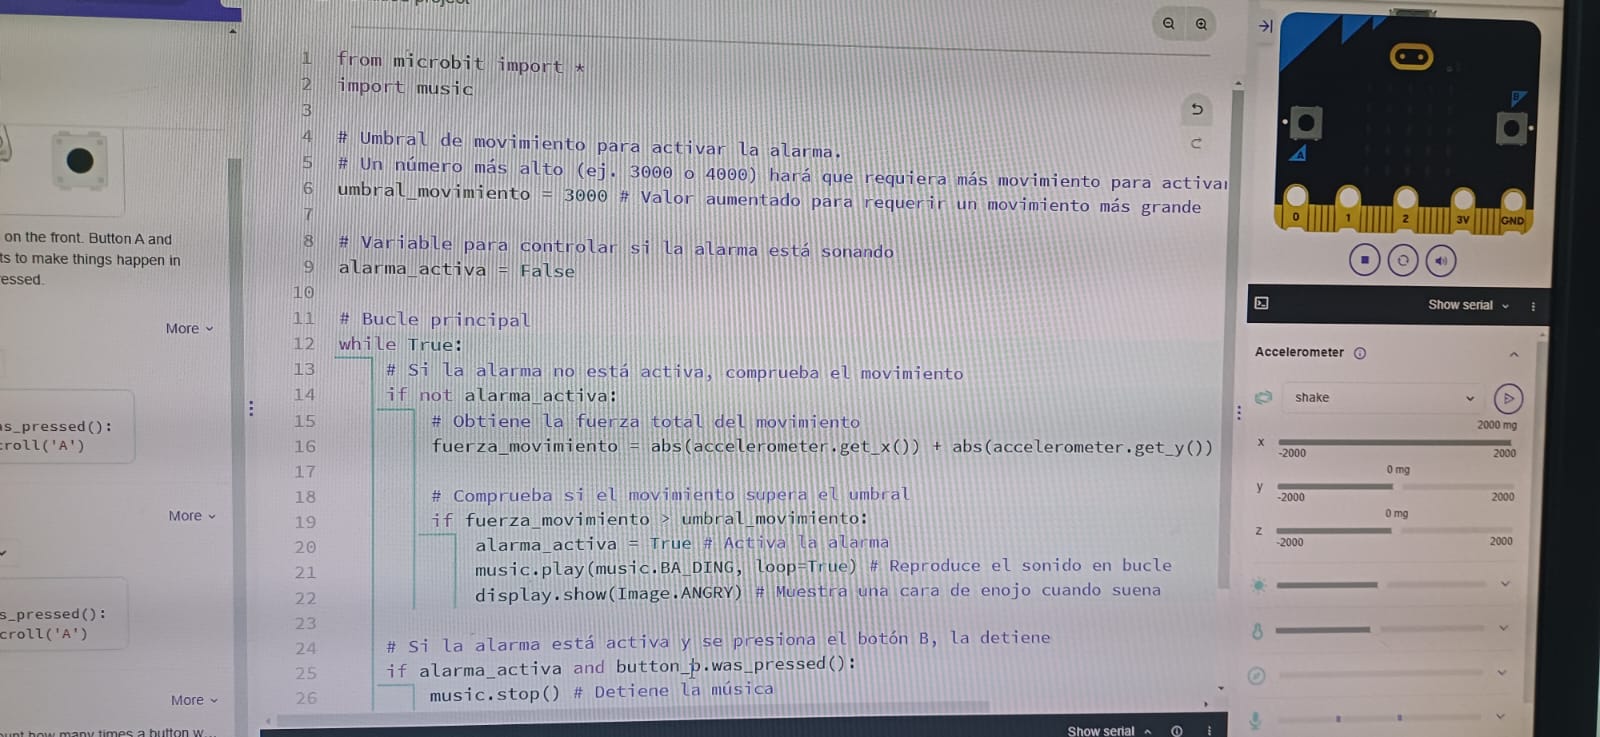 on the front. Button A and
ts to make things happen in
essed.
More
as_pressed():
croll('A')
More
s_pressed():
croll('A')
More
1 from microbit import *
2 import music
3
4 # Umbral de movimiento para activar la alarma.
5 # Un número más alto (ej. 3000 o 4000) hará que requiera más movimiento para activar
6 umbral_movimiento = 3000 # Valor aumentado para requerir un movimiento más grande
7
8 # Variable para controlar si la alarma está sonando
9 alarma_activa = False
10
11 # Bucle principal
12 while True:
13 # Si la alarma no está activa, comprueba el movimiento
14 if not alarma_activa:
15 # Obtiene la fuerza total del movimiento
16 fuerza_movimiento = abs(accelerometer.get_x()) + abs(accelerometer.get_y())
17
18 # Comprueba si el movimiento supera el umbral
19 if fuerza_movimiento > umbral_movimiento:
20 alarma_activa = True # Activa la alarma
21 music.play(music.BA_DING, loop=True) # Reproduce el sonido en bucle
22 display.show(Image.ANGRY) # Muestra una cara de enojo cuando suena
23
24 # Si la alarma está activa y se presiona el botón B, la detiene
25 if alarma_activa and button_b.was_pressed():
26 music.stop() # Detiene la música
Show serial
B
A
0 1 2 3V GND
Show serial
Accelerometer
shake
2000 mg
x
-2000 2000
0 mg
y
-2000 2000
0 mg
z
-2000 2000